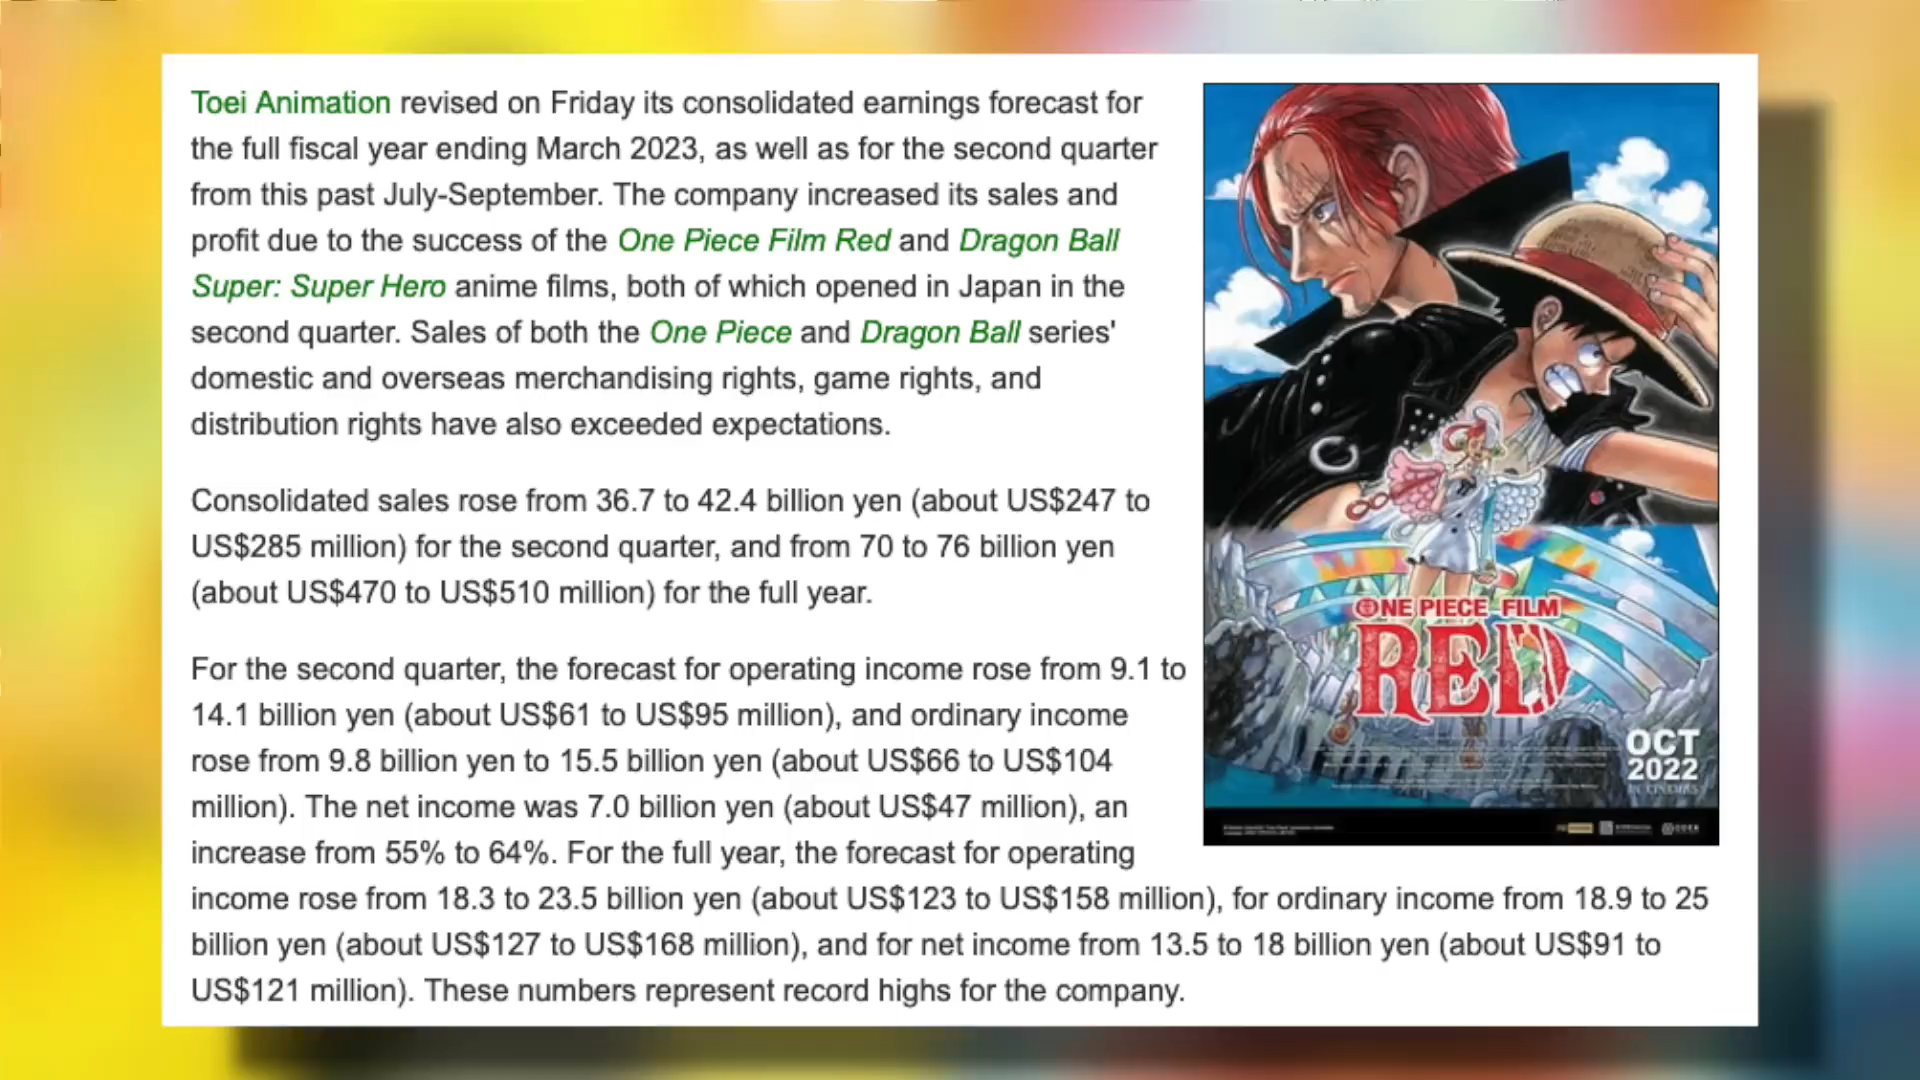 Toei Animation revised on Friday its consolidated earnings forecast for
the full fiscal year ending March 2023, as well as for the second quarter
from this past July-September. The company increased its sales and
profit due to the success of the One Piece Film Red and Dragon Ball
Super: Super Hero anime films, both of which opened in Japan in the
second quarter. Sales of both the One Piece and Dragon Ball series'
domestic and overseas merchandising rights, game rights, and
distribution rights have also exceeded expectations.
Consolidated sales rose from 36.7 to 42.4 billion yen (about US$247 to
US$285 million) for the second quarter, and from 70 to 76 billion yen
(about US$470 to US$510 million) for the full year.
For the second quarter, the forecast for operating income rose from 9.1 to
14.1 billion yen (about US$61 to US$95 million), and ordinary income
rose from 9.8 billion yen to 15.5 billion yen (about US$66 to US$104
million). The net income was 7.0 billion yen (about US$47 million), an
increase from 55% to 64%. For the full year, the forecast for operating
income rose from 18.3 to 23.5 billion yen (about US$123 to US$158 million), for ordinary income from 18.9 to 25
billion yen (about US$127 to US$168 million), and for net income from 13.5 to 18 billion yen (about US$91 to
US$121 million). These numbers represent record highs for the company.
ONE PIECE FILM
RED
OCT
2022
IN CINEMAS